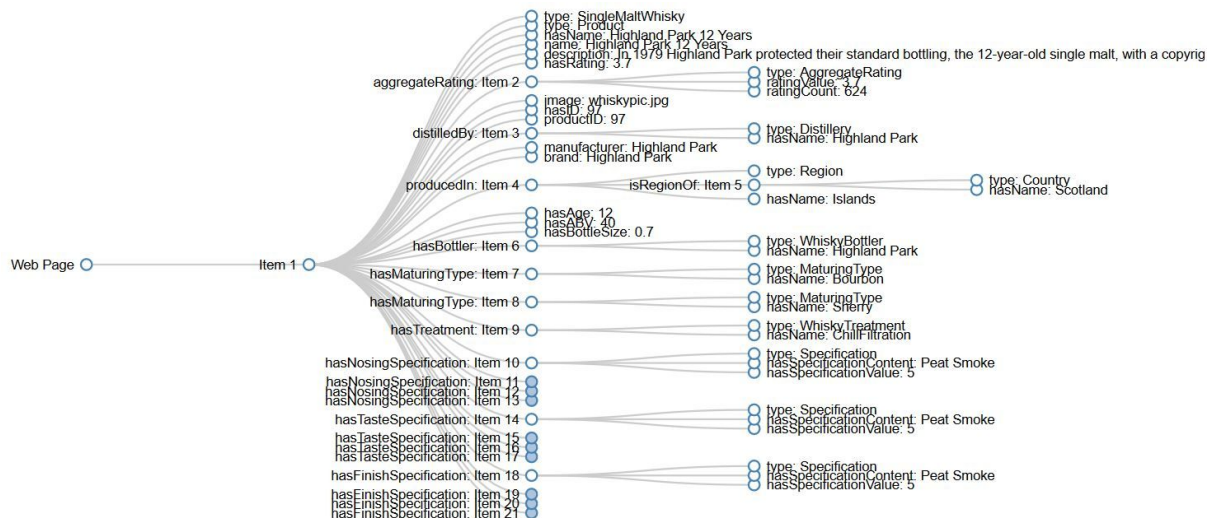 Web Page
Item 1
type: SingleMaltWhisky
type: Product
hasName: Highland Park 12 Years
name: Highland Park 12 Years
description: In 1979 Highland Park protected their standard bottling, the 12-year-old single malt, with a copyrig
hasRating: 3.7
aggregateRating: Item 2
type: AggregateRating
ratingValue: 3.7
ratingCount: 624
image: whiskypic.jpg
hasID: 97
productID: 97
distilledBy: Item 3
type: Distillery
hasName: Highland Park
manufacturer: Highland Park
brand: Highland Park
producedIn: Item 4
type: Region
isRegionOf: Item 5
type: Country
hasName: Scotland
hasName: Islands
hasAge: 12
hasABV: 40
hasBottleSize: 0.7
hasBottler: Item 6
type: WhiskyBottler
hasName: Highland Park
hasMaturingType: Item 7
type: MaturingType
hasName: Bourbon
hasMaturingType: Item 8
type: MaturingType
hasName: Sherry
hasTreatment: Item 9
type: WhiskyTreatment
hasName: ChillFiltration
hasNosingSpecification: Item 10
type: Specification
hasSpecificationContent: Peat Smoke
hasSpecificationValue: 5
hasNosingSpecification: Item 11
hasNosingSpecification: Item 12
hasNosingSpecification: Item 13
hasTasteSpecification: Item 14
type: Specification
hasSpecificationContent: Peat Smoke
hasSpecificationValue: 5
hasTasteSpecification: Item 15
hasTasteSpecification: Item 16
hasTasteSpecification: Item 17
hasFinishSpecification: Item 18
type: Specification
hasSpecificationContent: Peat Smoke
hasSpecificationValue: 5
hasFinishSpecification: Item 19
hasFinishSpecification: Item 20
hasFinishSpecification: Item 21